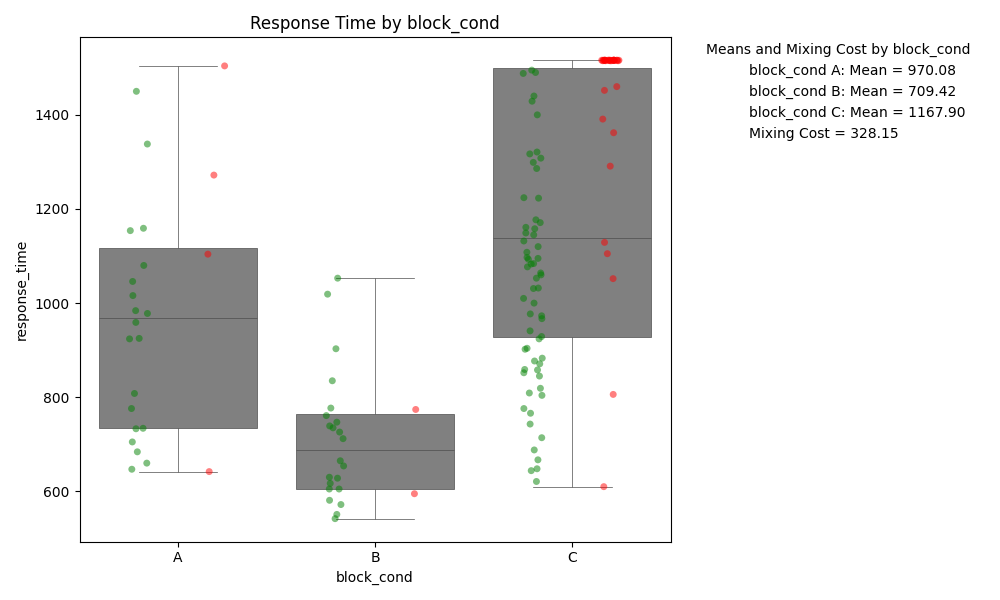 Response Time by block_cond
Means and Mixing Cost by block_cond
block_cond A: Mean = 970.08
block_cond B: Mean = 709.42
block_cond C: Mean = 1167.90
Mixing Cost = 328.15
response_time
1400
1200
1000
800
600
A
B
C
block_cond